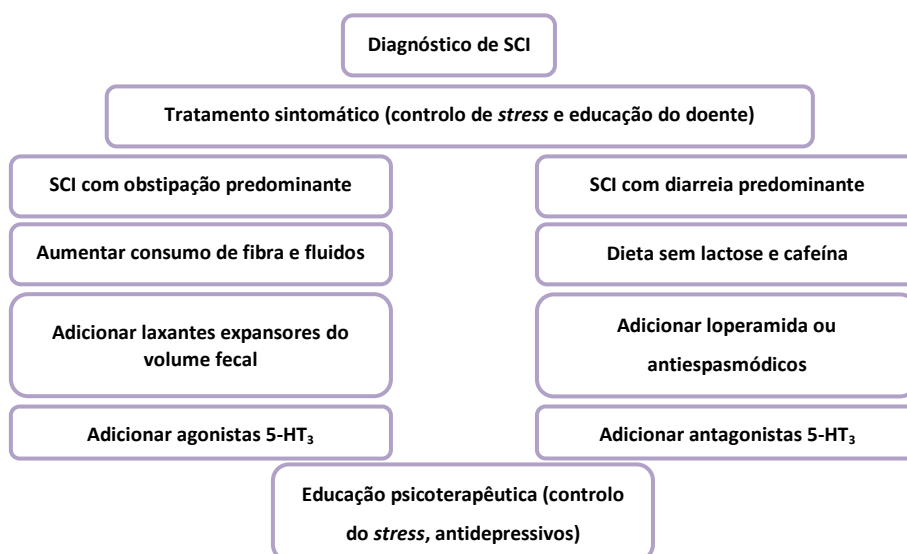 Diagnóstico de SCI
Tratamento sintomático (controlo de stress e educação do doente)
SCI com obstipação predominante
SCI com diarreia predominante
Aumentar consumo de fibra e fluidos
Dieta sem lactose e cafeína
Adicionar laxantes expansores do
volume fecal
Adicionar loperamida ou
antiespasmódicos
Adicionar agonistas 5-HT₃
Adicionar antagonistas 5-HT₃
Educação psicoterapêutica (controlo
do stress, antidepressivos)